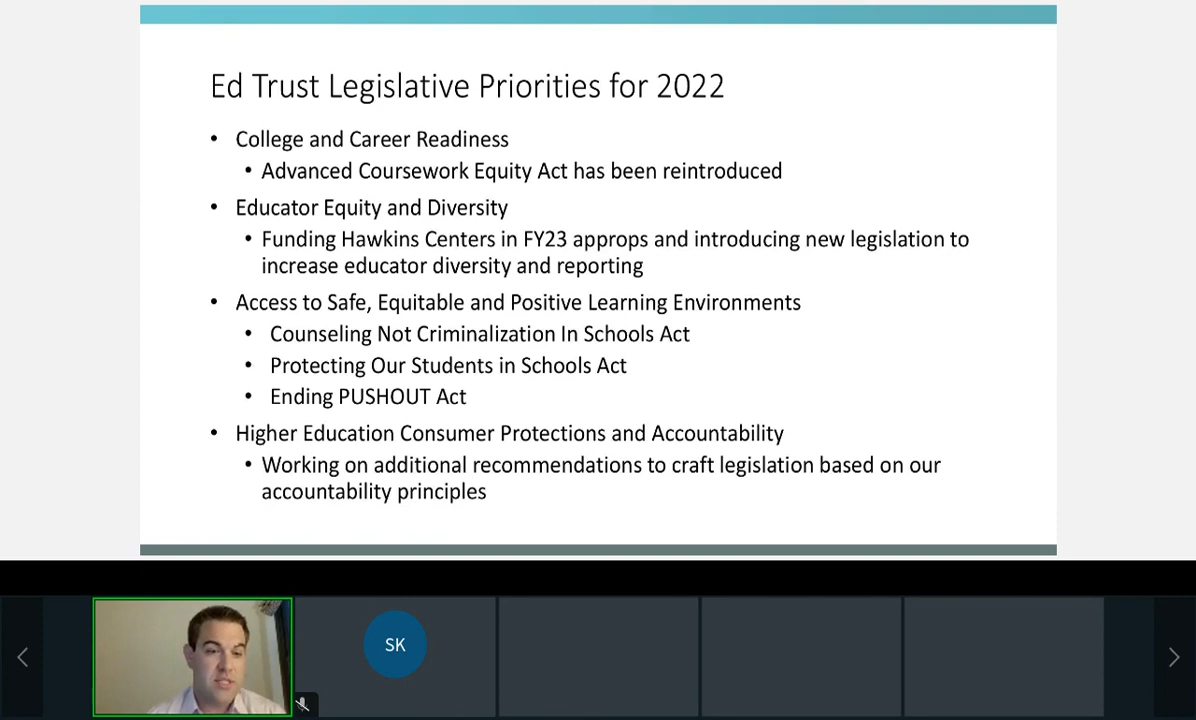 Ed Trust Legislative Priorities for 2022
• College and Career Readiness
• Advanced Coursework Equity Act has been reintroduced
• Educator Equity and Diversity
• Funding Hawkins Centers in FY23 approps and introducing new legislation to
increase educator diversity and reporting
• Access to Safe, Equitable and Positive Learning Environments
• Counseling Not Criminalization In Schools Act
• Protecting Our Students in Schools Act
• Ending PUSHOUT Act
• Higher Education Consumer Protections and Accountability
• Working on additional recommendations to craft legislation based on our
accountability principles
SK